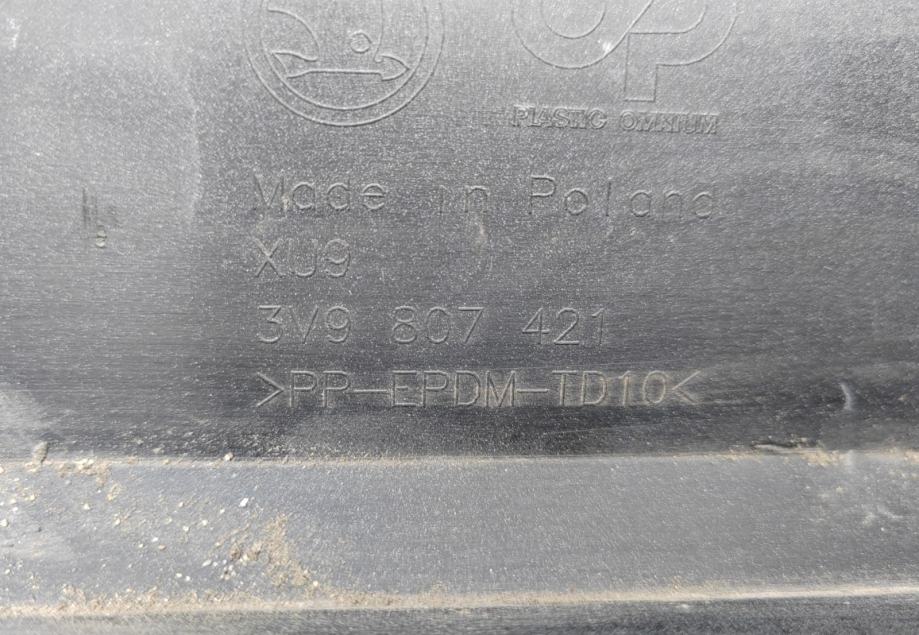 PLASTIC OMNIUM
Made in Poland
XU9
3V9 807 421
>PP-EPDM-TD10<